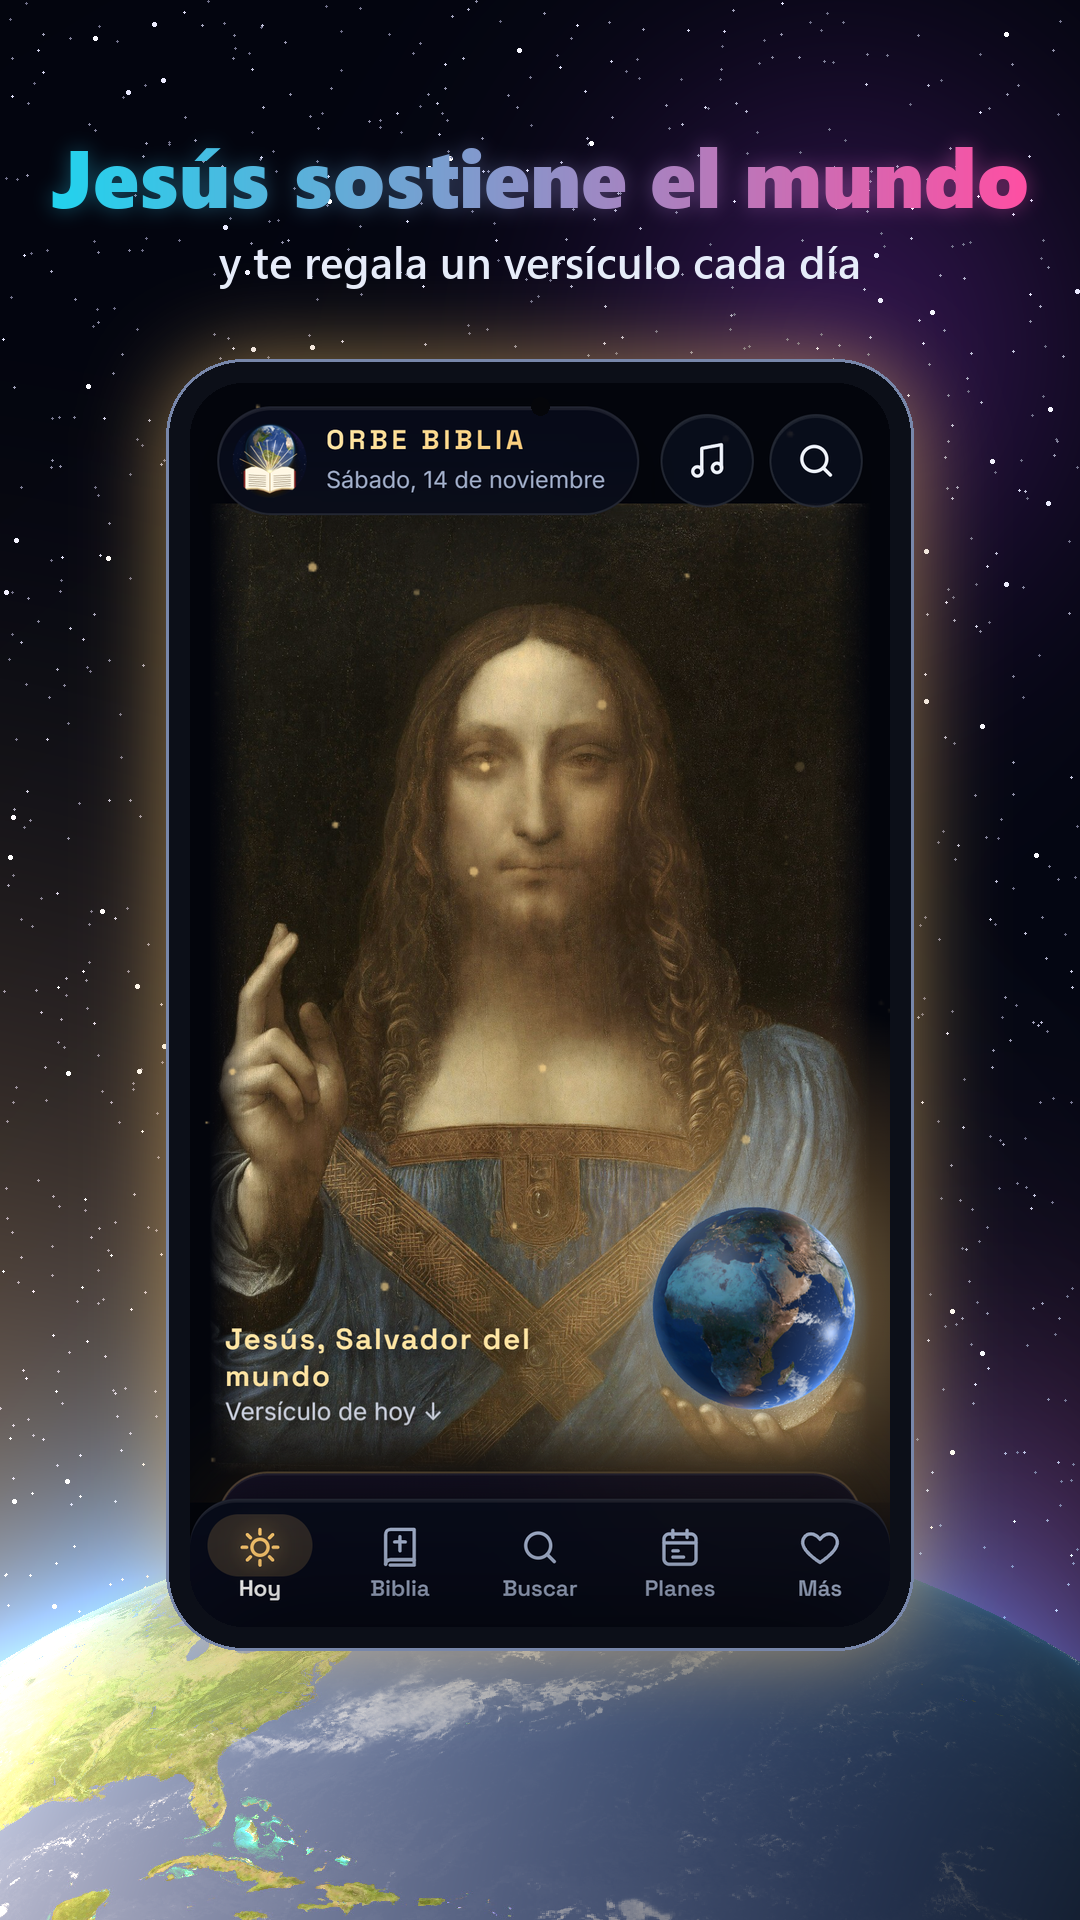 Jesús sostiene el mundo
y te regala un versículo cada día
ORBE BIBLIA
Sábado, 14 de noviembre
Jesús, Salvador del
mundo
Versículo de hoy ↓
Hoy
Biblia
Buscar
Planes
Más